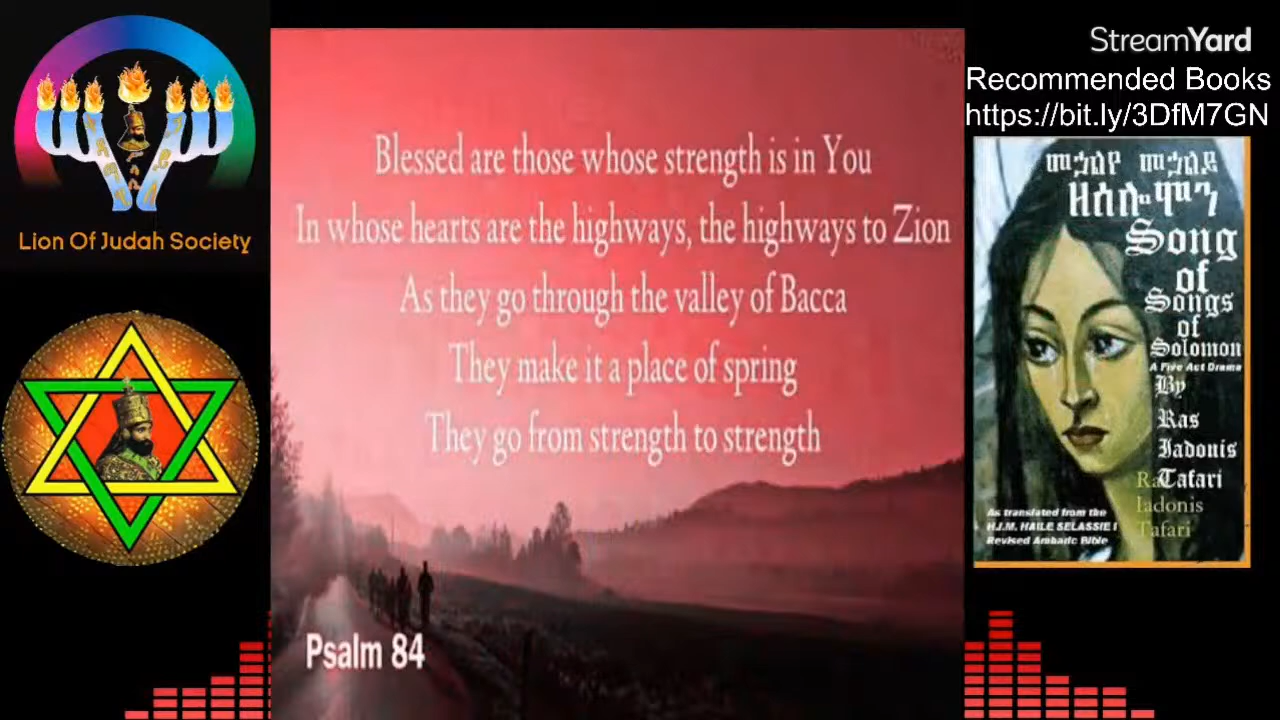 Lion Of Judah Society
Blessed are those whose strength is in You
In whose hearts are the highways, the highways to Zion
As they go through the valley of Bacca
They make it a place of spring
They go from strength to strength
Psalm 84
StreamYard
Recommended Books
https://bit.ly/3DfM7GN
መኃልየ መኃልይ
ዘሰሎሞን
Song
of
Songs
of
Solomon
A Five Act Drama
By
Ras
Iadonis
Tafari
Ras
Iadonis
Tafari
As translated from the
H.I.M. HAILE SELASSIE I
Revised Amharic Bible